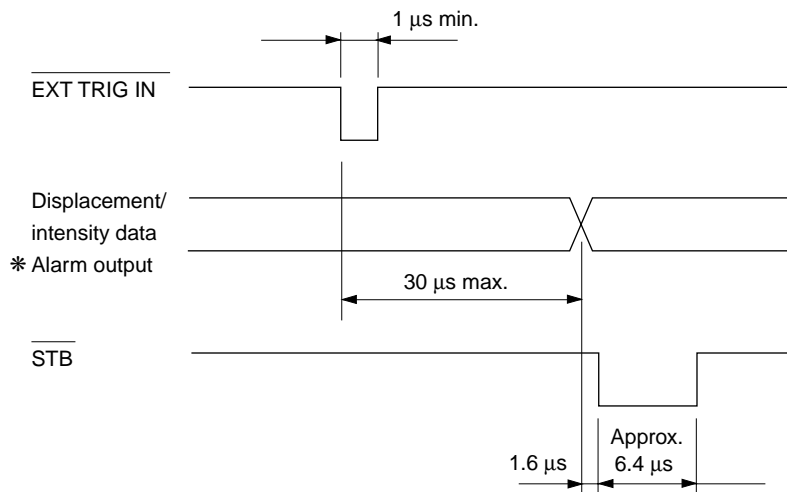 1 μs min.
EXT TRIG IN
Displacement/
intensity data
✻ Alarm output
30 μs max.
STB
Approx.
1.6 μs 6.4 μs